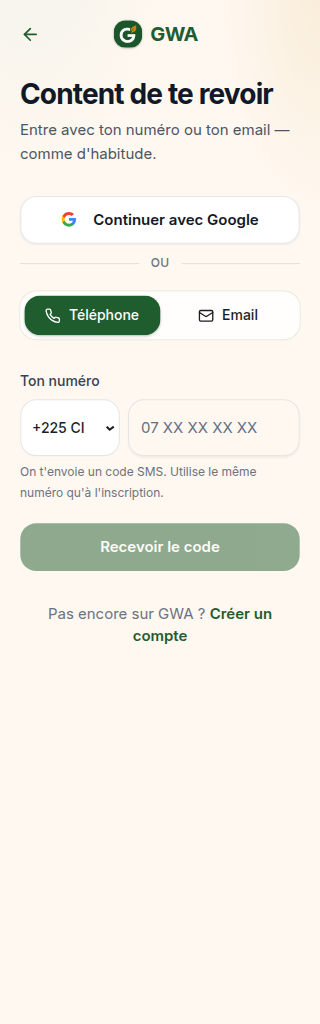 GWA
Content de te revoir
Entre avec ton numéro ou ton email —
comme d'habitude.
Continuer avec Google
OU
Téléphone
Email
Ton numéro
+225 CI
07 XX XX XX XX
On t'envoie un code SMS. Utilise le même
numéro qu'à l'inscription.
Recevoir le code
Pas encore sur GWA ? Créer un
compte